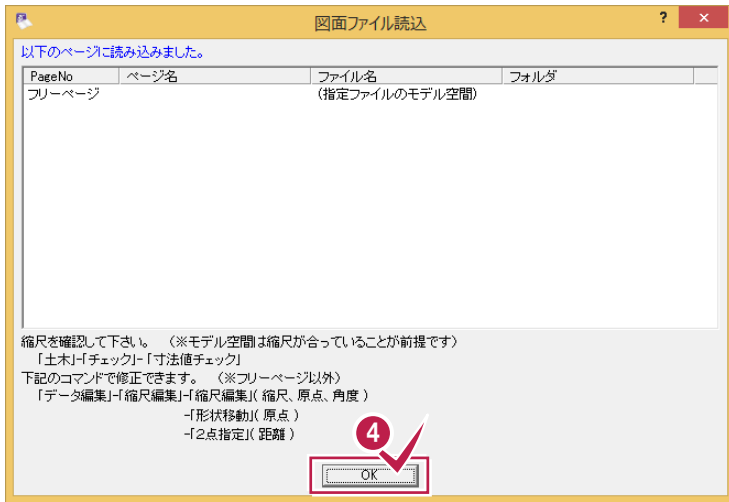 図面ファイル読込
? ×
以下のページに読み込みました。
PageNo ページ名 ファイル名 フォルダ
フリーページ (指定ファイルのモデル空間)
縮尺を確認して下さい。 (※モデル空間は縮尺が合っていることが前提です)
「土木」-「チェック」-「寸法値チェック」
下記のコマンドで修正できます。 (※フリーページ以外)
「データ編集」-「縮尺編集」-「縮尺編集」( 縮尺、原点、角度 )
-「形状移動」( 原点 )
-「2点指定」( 距離 )
4
OK